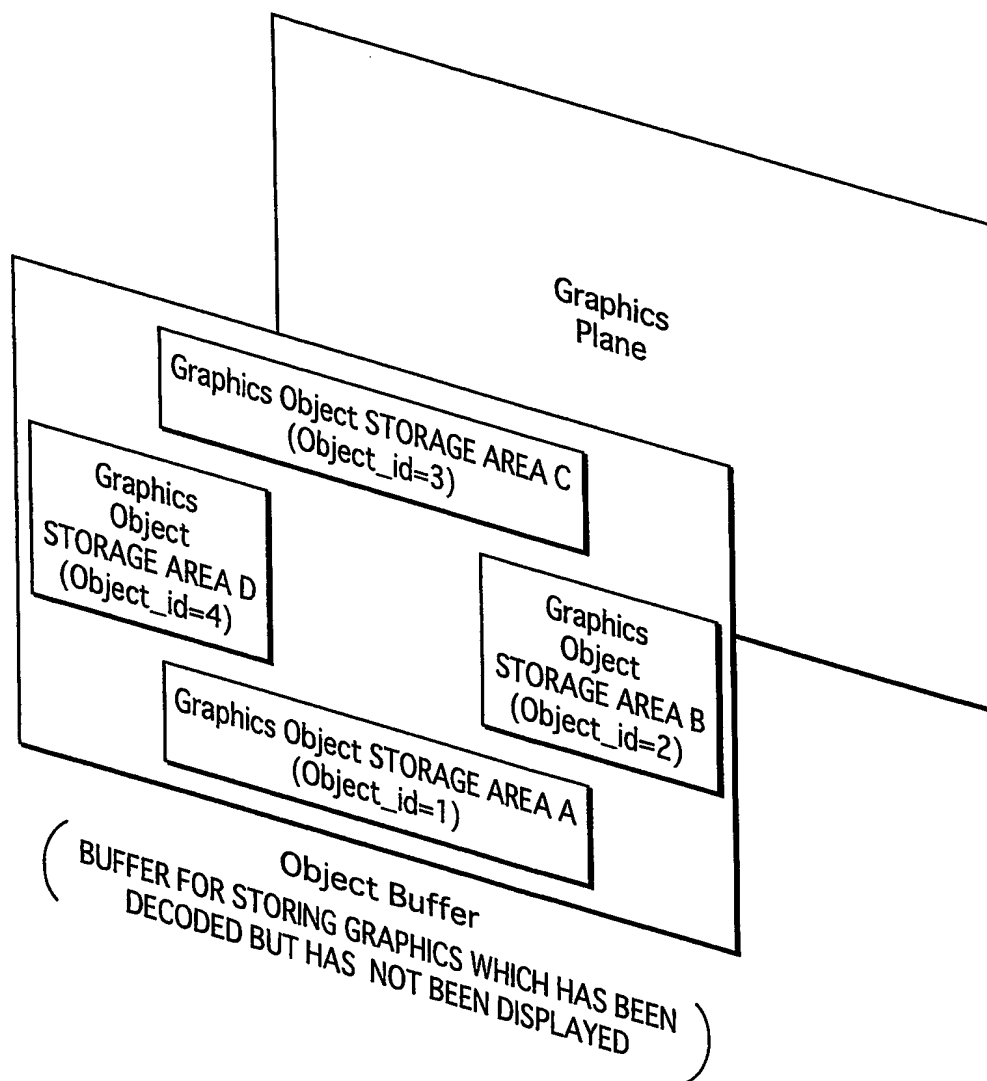 Graphics
Plane
Graphics Object STORAGE AREA C
(Object_id=3)
Graphics
Object
STORAGE AREA D
(Object_id=4)
Graphics
Object
STORAGE AREA B
(Object_id=2)
Graphics Object STORAGE AREA A
(Object_id=1)
Object Buffer
( BUFFER FOR STORING GRAPHICS WHICH HAS BEEN
DECODED BUT HAS NOT BEEN DISPLAYED )